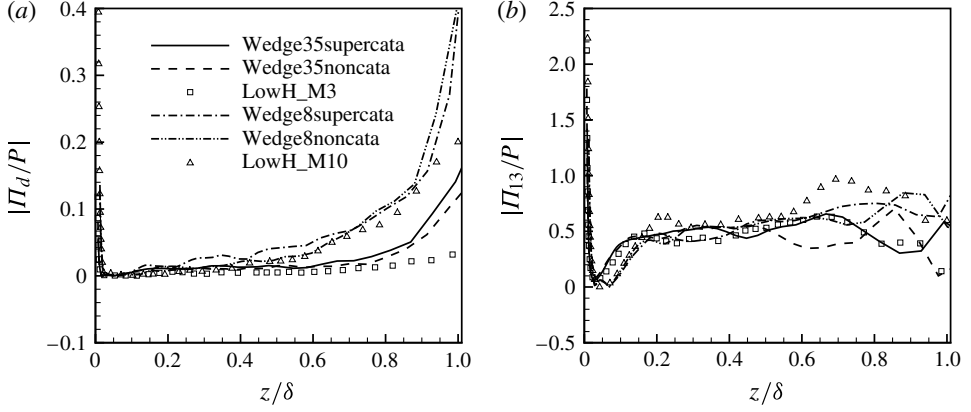 (a)
0.4
0.3
0.2
0.1
0
−0.1
|Π_d/P|
Wedge35supercata
Wedge35noncata
LowH_M3
Wedge8supercata
Wedge8noncata
LowH_M10
0
0.2
0.4
0.6
0.8
1.0
z/δ
(b)
2.5
2.0
1.5
1.0
0.5
0
−0.5
|Π_13/P|
0
0.2
0.4
0.6
0.8
1.0
z/δ